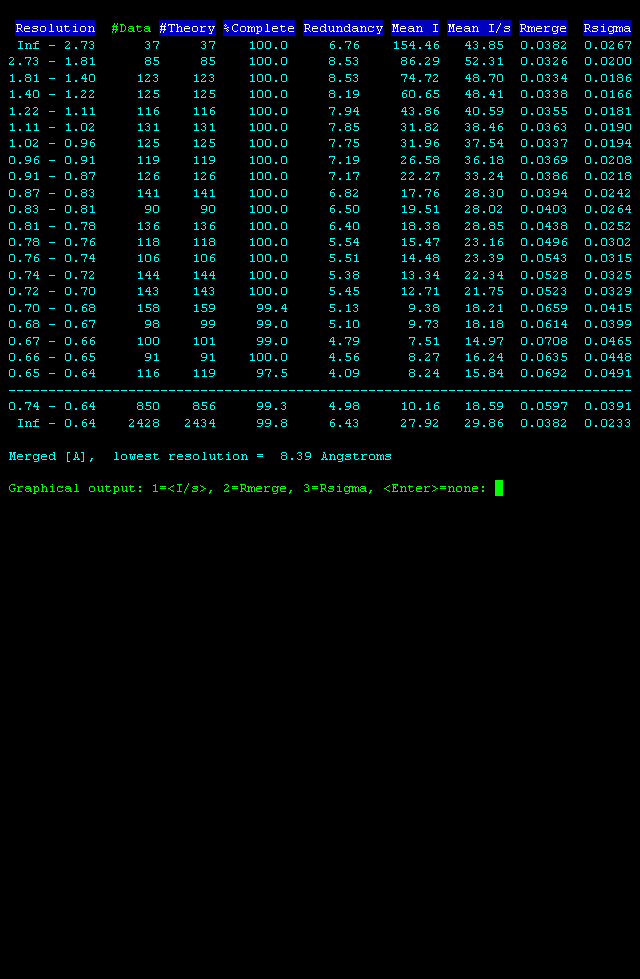 Resolution #Data #Theory %Complete Redundancy Mean I Mean I/s Rmerge Rsigma
Inf - 2.73 37 37 100.0 6.76 154.46 43.85 0.0382 0.0267
2.73 - 1.81 85 85 100.0 8.53 86.29 52.31 0.0326 0.0200
1.81 - 1.40 123 123 100.0 8.53 74.72 48.70 0.0334 0.0186
1.40 - 1.22 125 125 100.0 8.19 60.65 48.41 0.0338 0.0166
1.22 - 1.11 116 116 100.0 7.94 43.86 40.59 0.0355 0.0181
1.11 - 1.02 131 131 100.0 7.85 31.82 38.46 0.0363 0.0190
1.02 - 0.96 125 125 100.0 7.75 31.96 37.54 0.0337 0.0194
0.96 - 0.91 119 119 100.0 7.19 26.58 36.18 0.0369 0.0208
0.91 - 0.87 126 126 100.0 7.17 22.27 33.24 0.0386 0.0218
0.87 - 0.83 141 141 100.0 6.82 17.76 28.30 0.0394 0.0242
0.83 - 0.81 90 90 100.0 6.50 19.51 28.02 0.0403 0.0264
0.81 - 0.78 136 136 100.0 6.40 18.38 28.85 0.0438 0.0252
0.78 - 0.76 118 118 100.0 5.54 15.47 23.16 0.0496 0.0302
0.76 - 0.74 106 106 100.0 5.51 14.48 23.39 0.0543 0.0315
0.74 - 0.72 144 144 100.0 5.38 13.34 22.34 0.0528 0.0325
0.72 - 0.70 143 143 100.0 5.45 12.71 21.75 0.0523 0.0329
0.70 - 0.68 158 159 99.4 5.13 9.38 18.21 0.0659 0.0415
0.68 - 0.67 98 99 99.0 5.10 9.73 18.18 0.0614 0.0399
0.67 - 0.66 100 101 99.0 4.79 7.51 14.97 0.0708 0.0465
0.66 - 0.65 91 91 100.0 4.56 8.27 16.24 0.0635 0.0448
0.65 - 0.64 116 119 97.5 4.09 8.24 15.84 0.0692 0.0491
------------------------------------------------------------------------------
0.74 - 0.64 850 856 99.3 4.98 10.16 18.59 0.0597 0.0391
Inf - 0.64 2428 2434 99.8 6.43 27.92 29.86 0.0382 0.0233
Merged [A], lowest resolution = 8.39 Angstroms
Graphical output: 1=<I/s>, 2=Rmerge, 3=Rsigma, <Enter>=none: